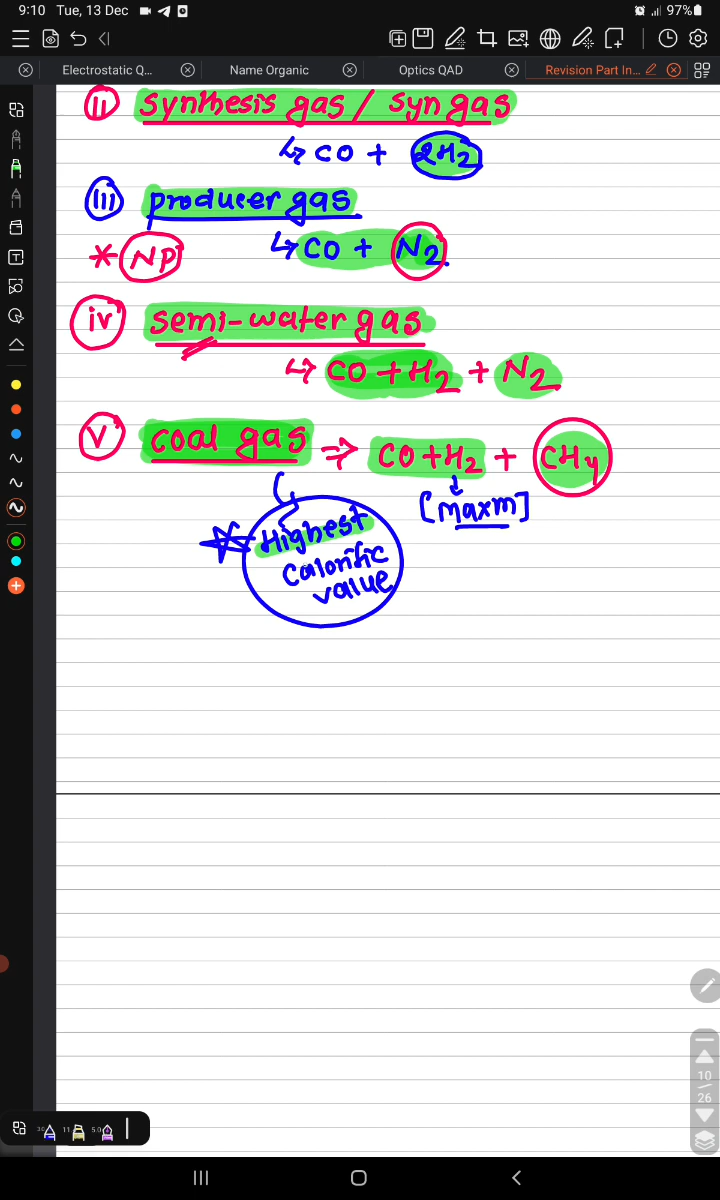 9:10 Tue, 13 Dec 97%
Electrostatic Q... Name Organic Optics QAD Revision Part In...
(ii) synthesis gas / syn gas
↳ CO + 2H2
(iii) producer gas
* NP ↳ CO + N2.
(iv) semi-water gas
↳ CO + H2 + N2
(v) coal gas ⇒ CO + H2 + CH4
[maxm]
Highest
calorific
value
10
26